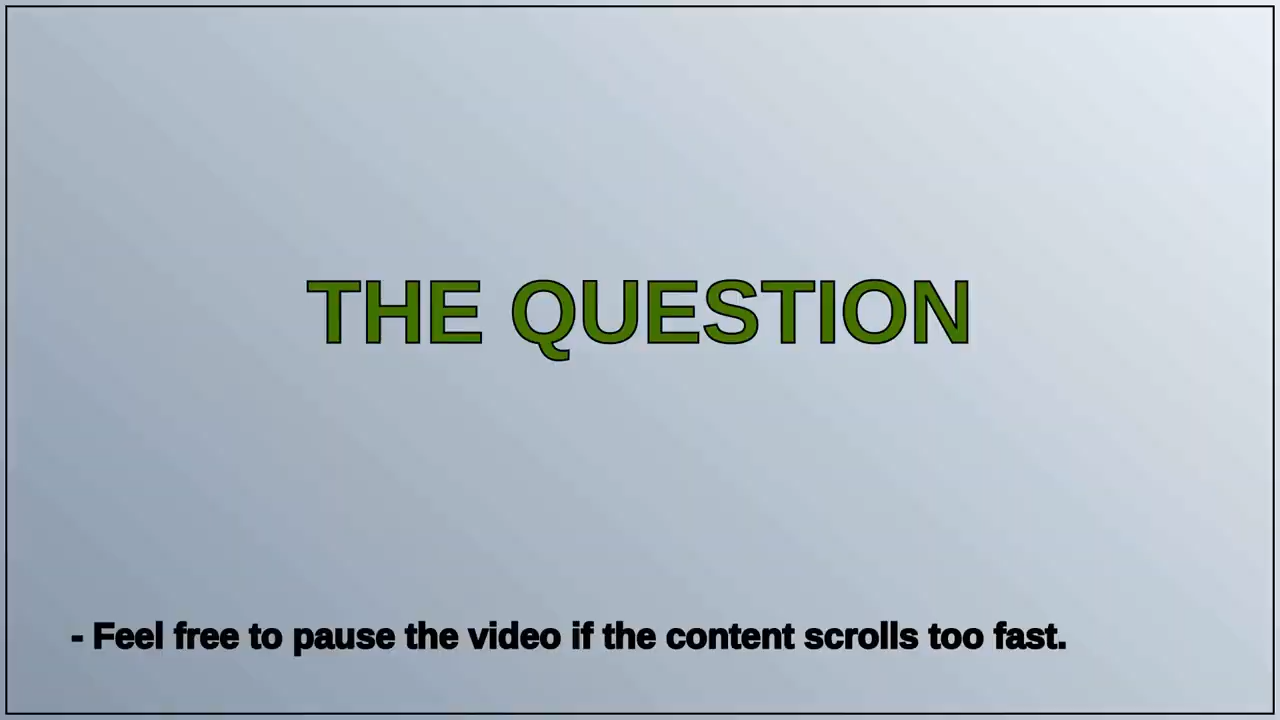 THE QUESTION
- Feel free to pause the video if the content scrolls too fast.